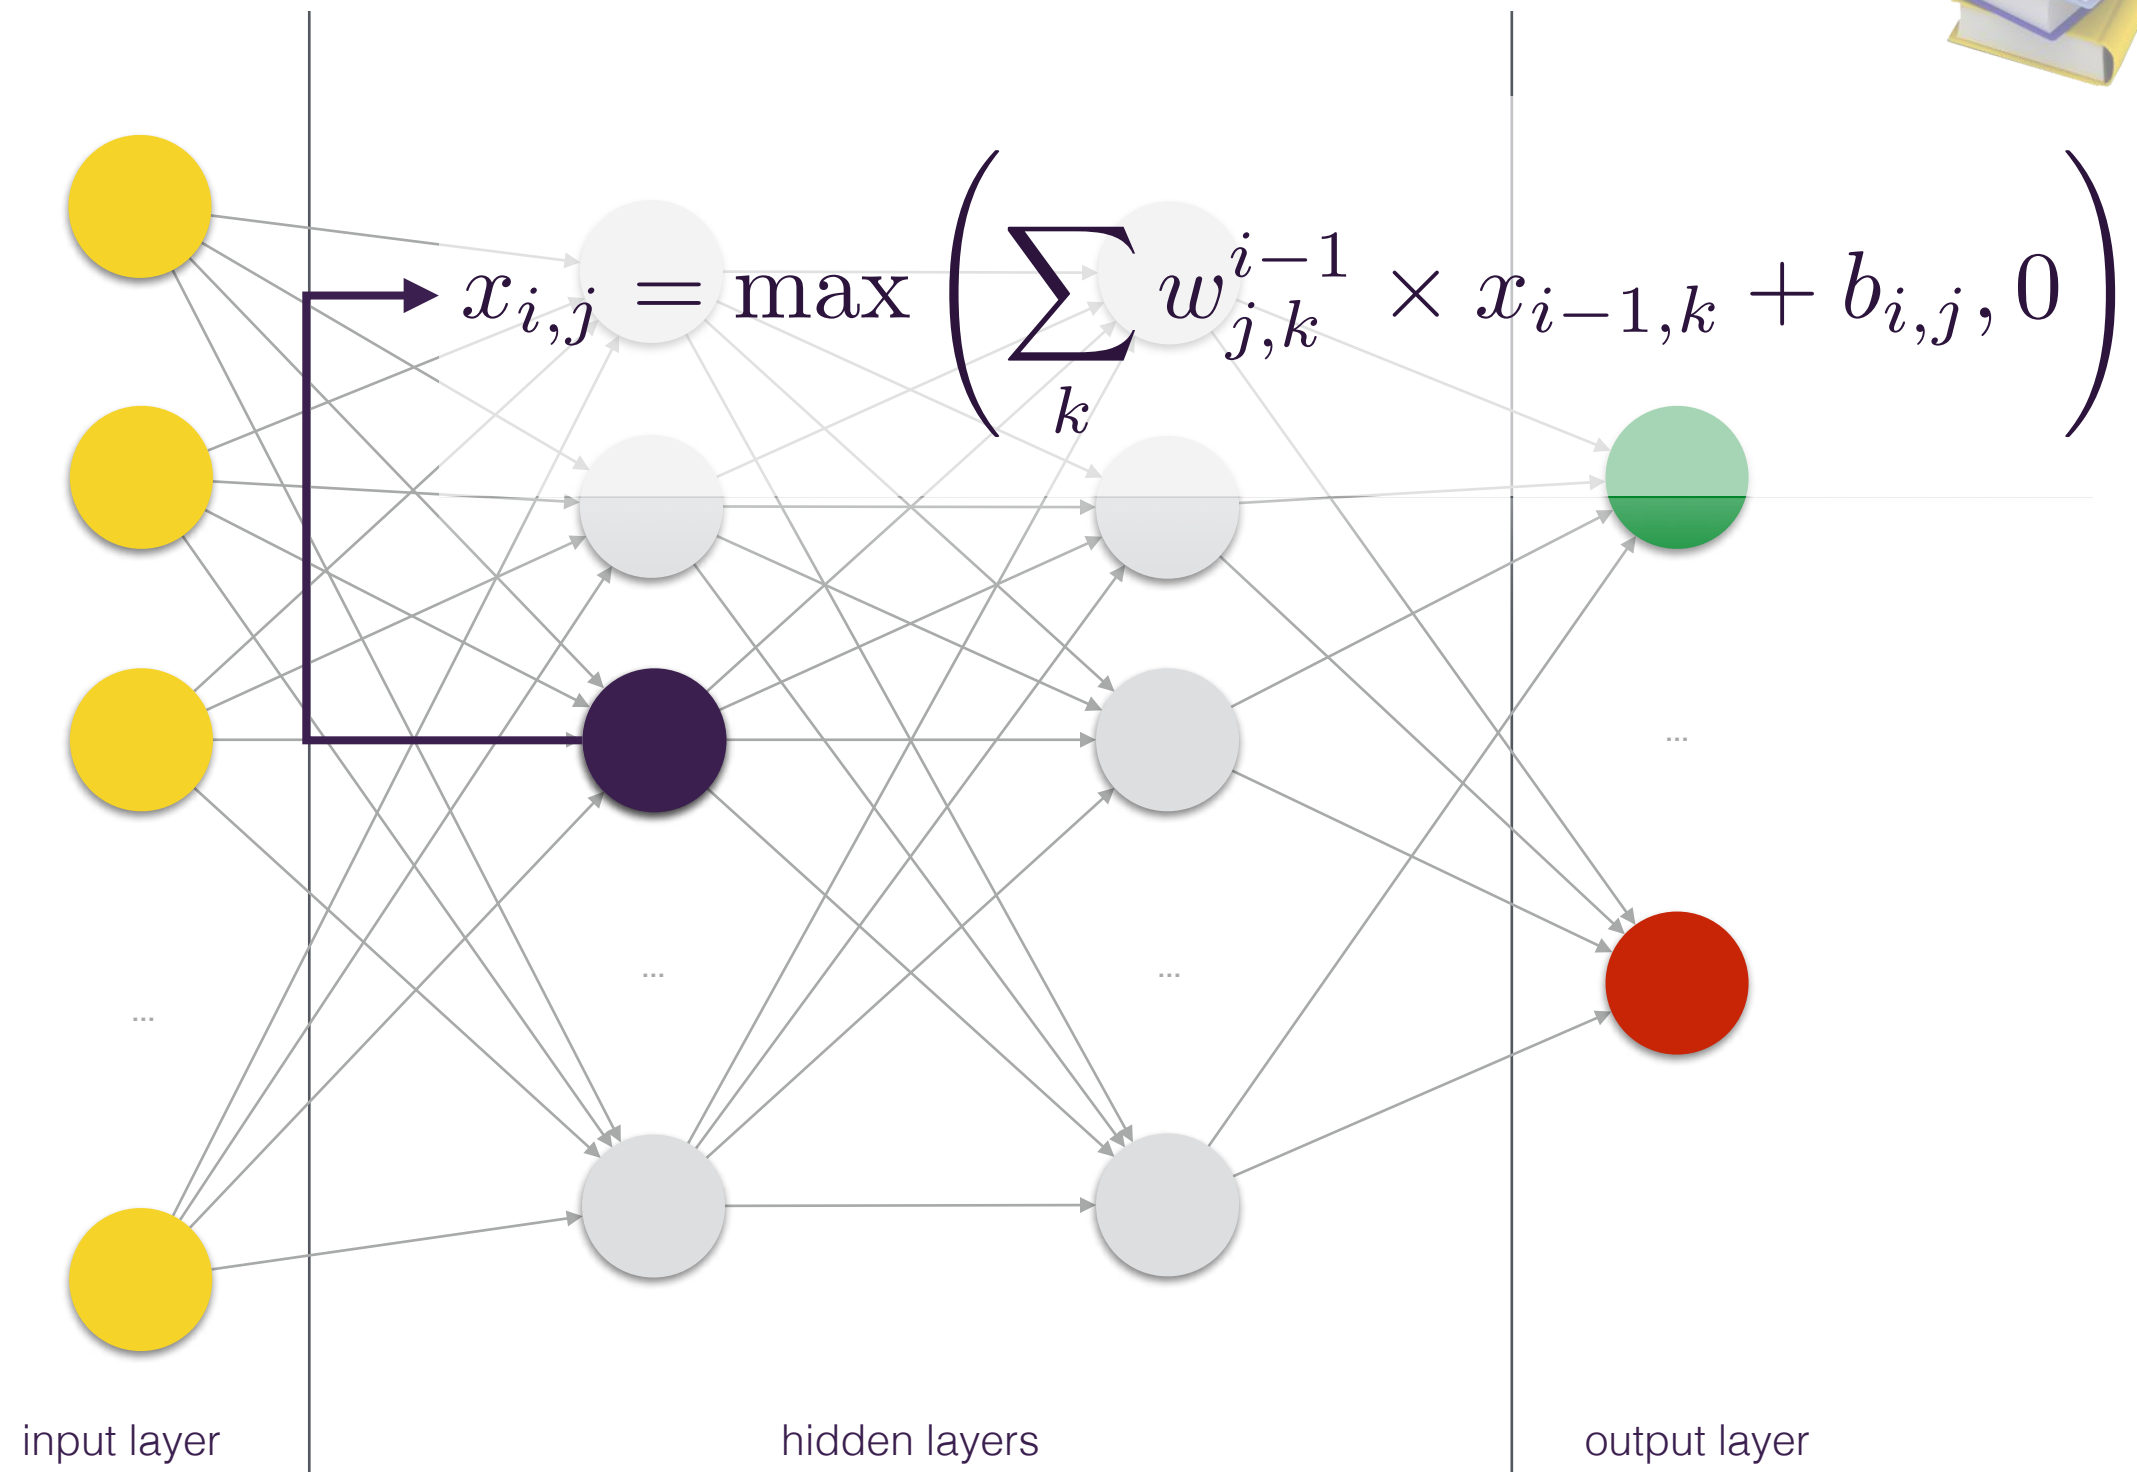 x_{i,j} = max ( ∑_k w_{j,k}^{i−1} × x_{i−1,k} + b_{i,j}, 0 )
...
...
...
...
input layer
hidden layers
output layer